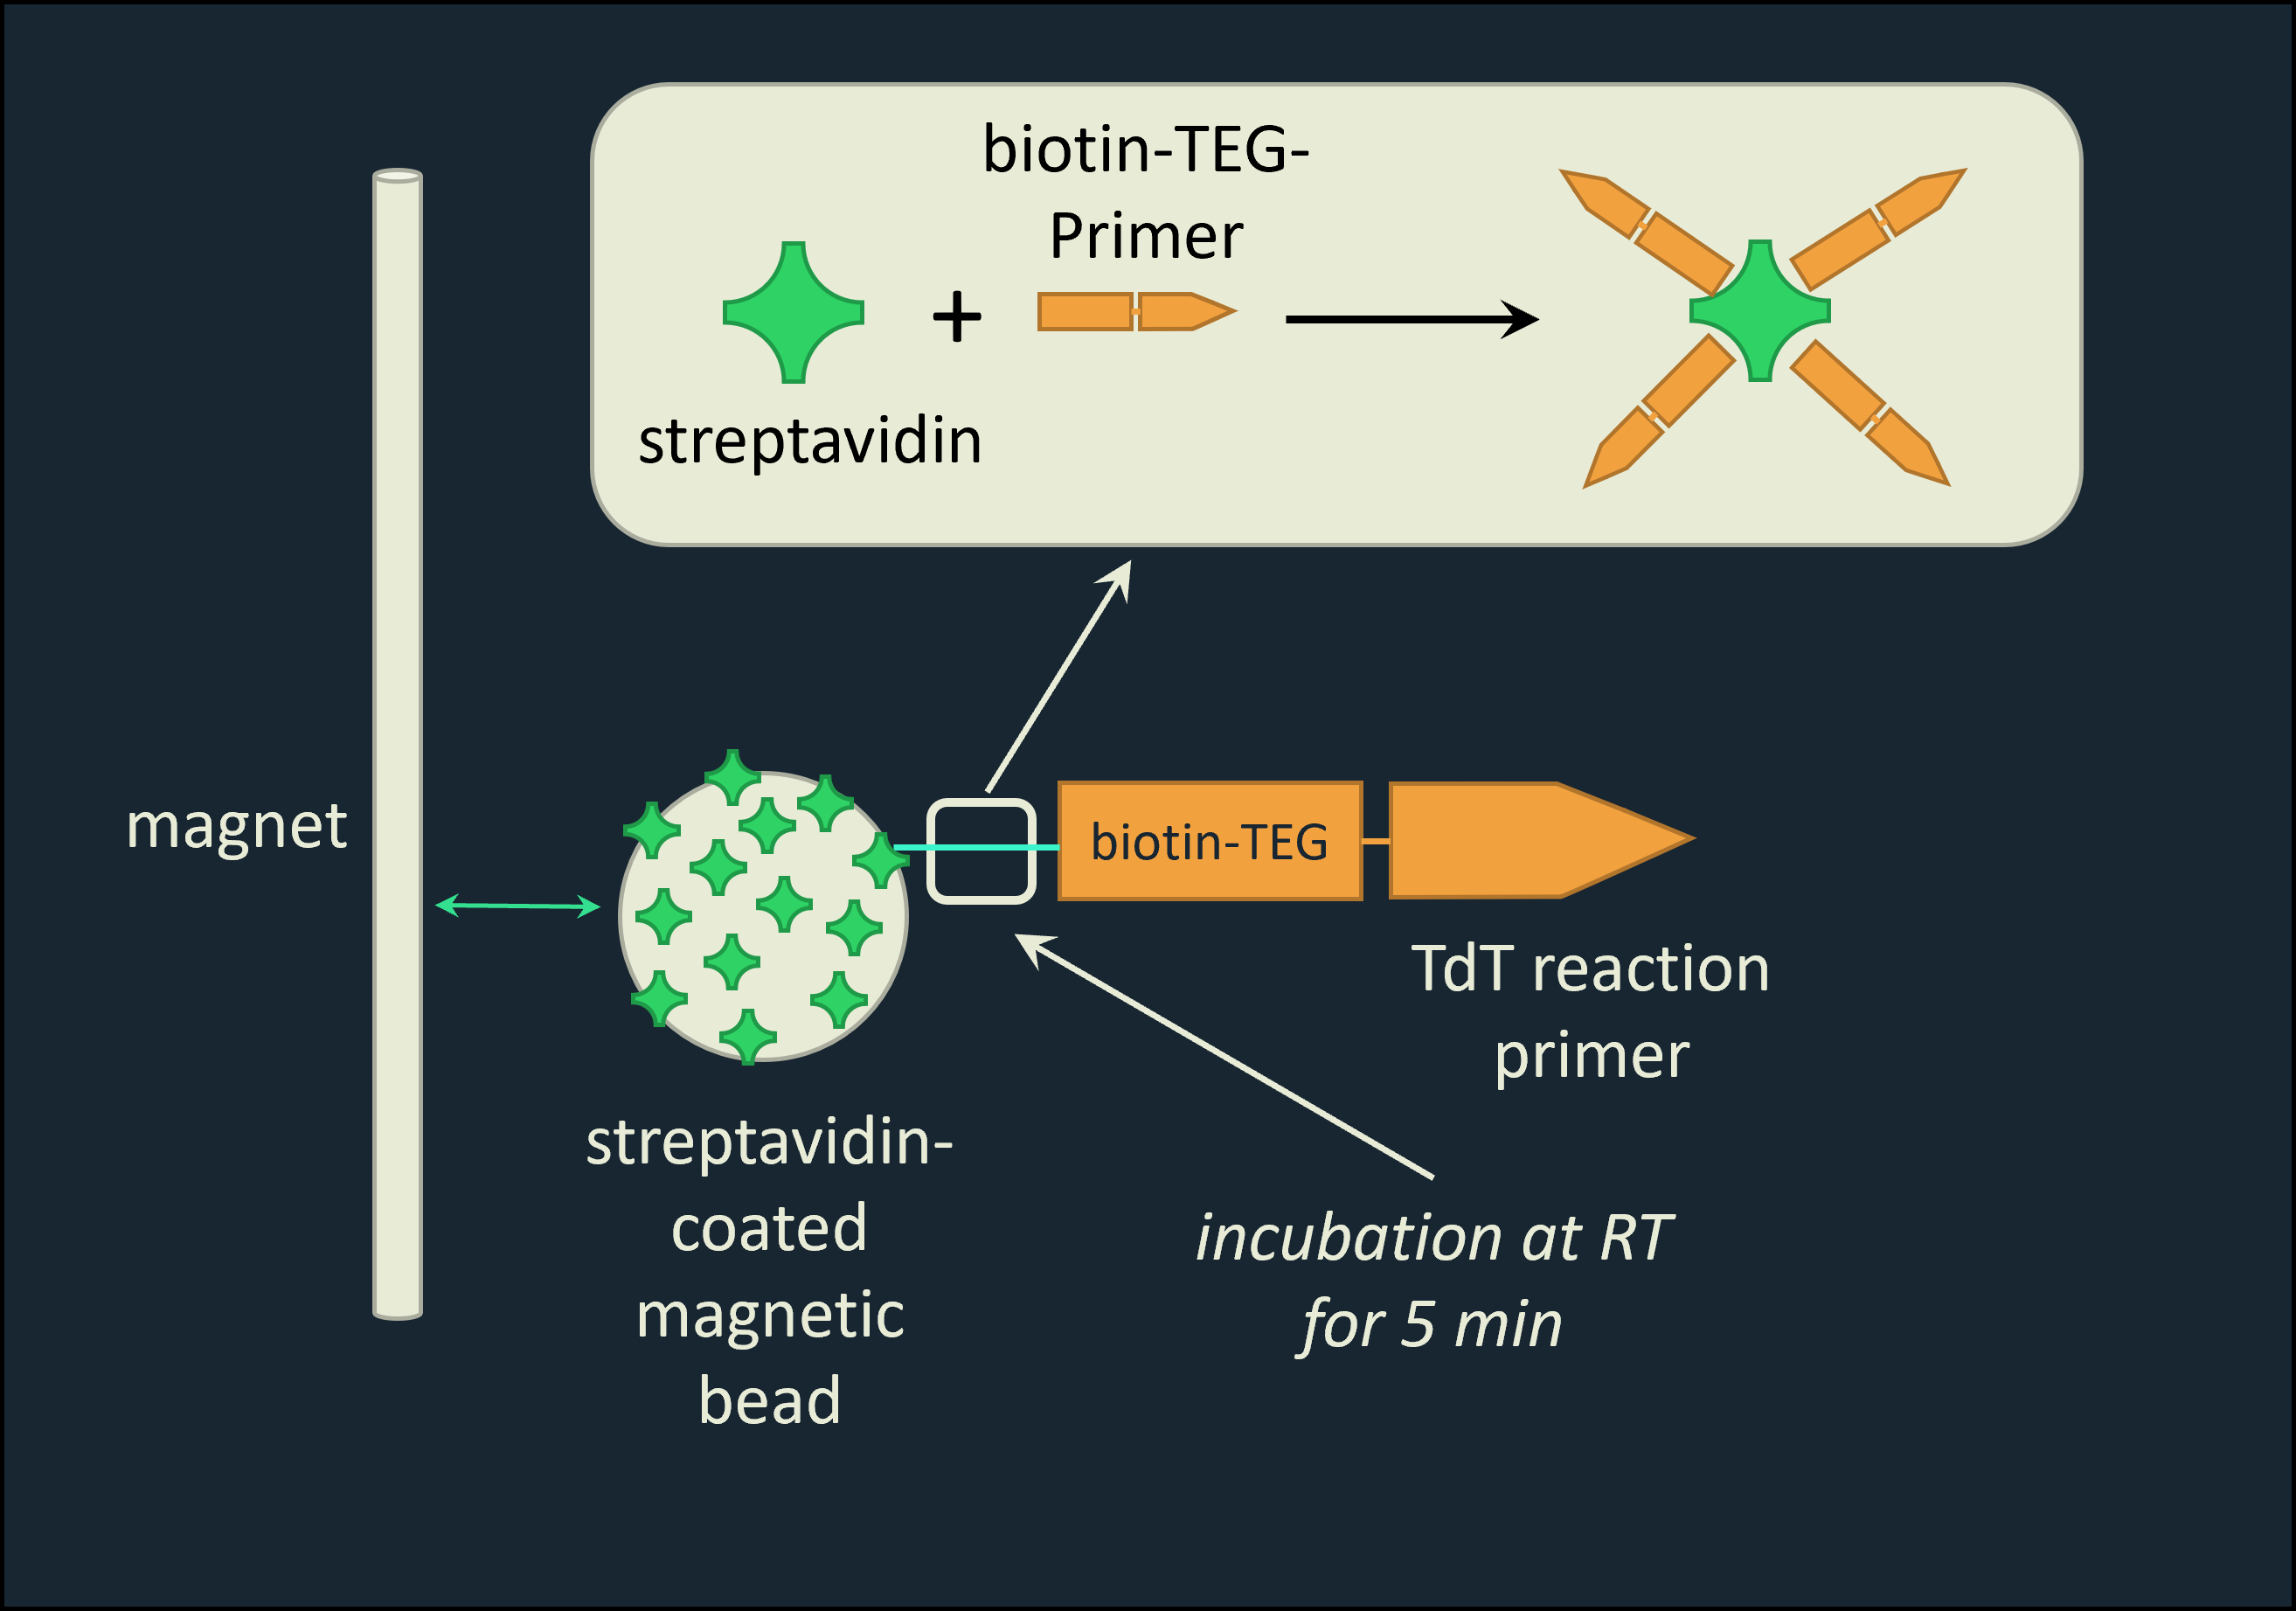 biotin-TEG-
Primer
+
streptavidin
magnet
biotin-TEG
TdT reaction
primer
streptavidin-
coated
magnetic
bead
incubation at RT
for 5 min